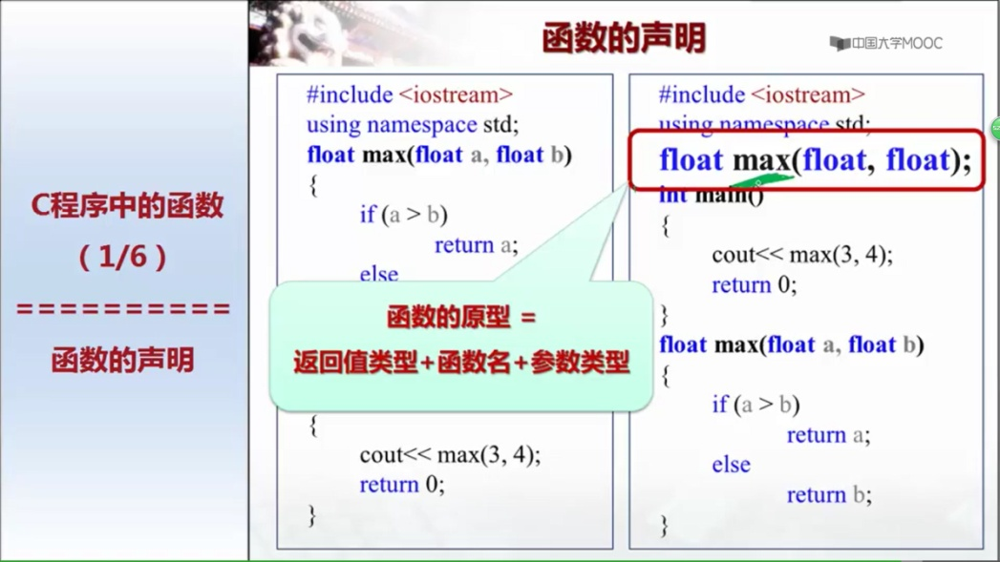 函数的声明
中国大学MOOC
C程序中的函数
（1/6）
==========
函数的声明
#include <iostream>
using namespace std;
float max(float a, float b)
{
if (a > b)
return a;
else
{
cout<< max(3, 4);
return 0;
}
函数的原型 =
返回值类型+函数名+参数类型
#include <iostream>
using namespace std;
float max(float, float);
int main()
{
cout<< max(3, 4);
return 0;
}
float max(float a, float b)
{
if (a > b)
return a;
else
return b;
}